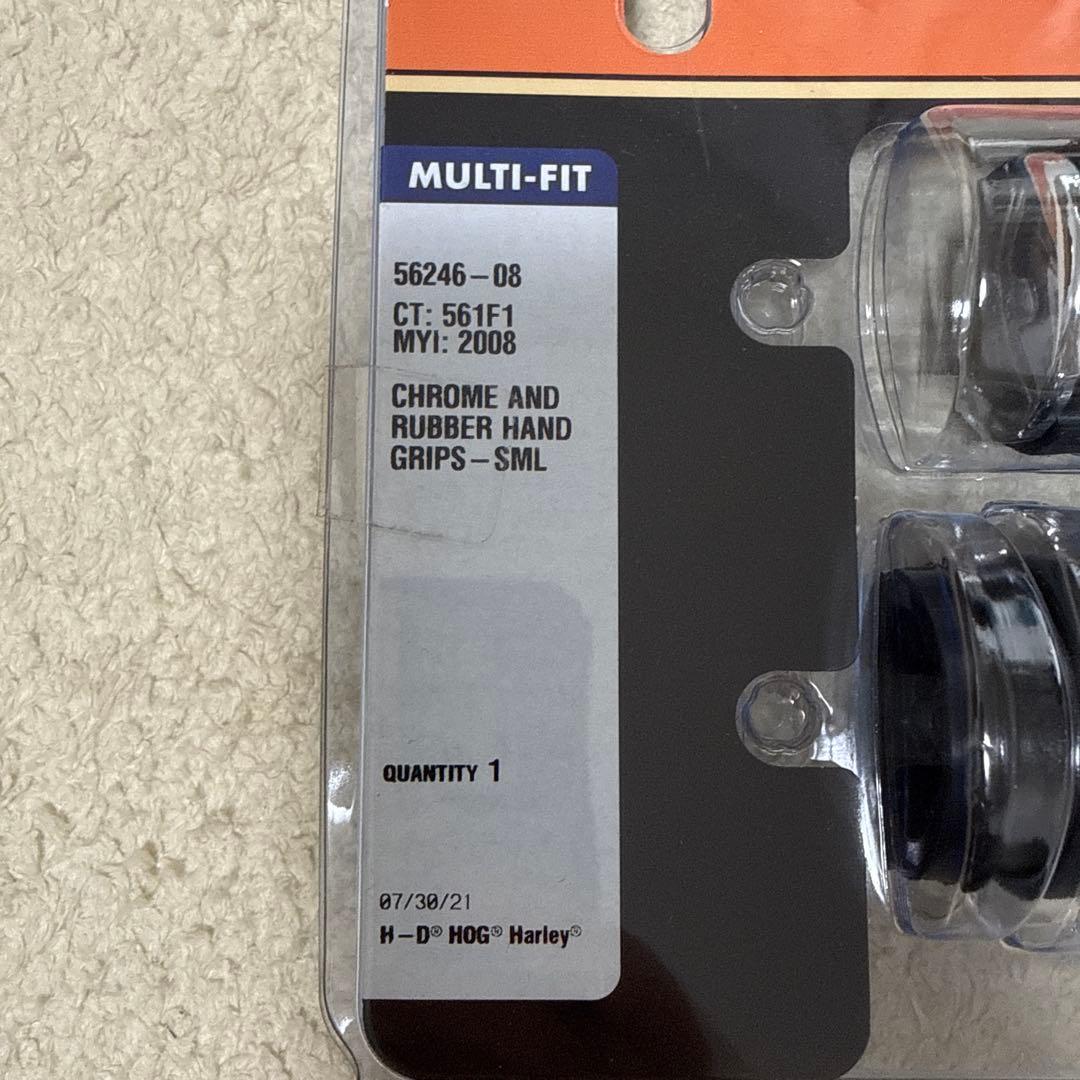 MULTI-FIT
56246-08
CT: 561F1
MYI: 2008
CHROME AND
RUBBER HAND
GRIPS-SML
QUANTITY 1
07/30/21
H-D® HOG® Harley®